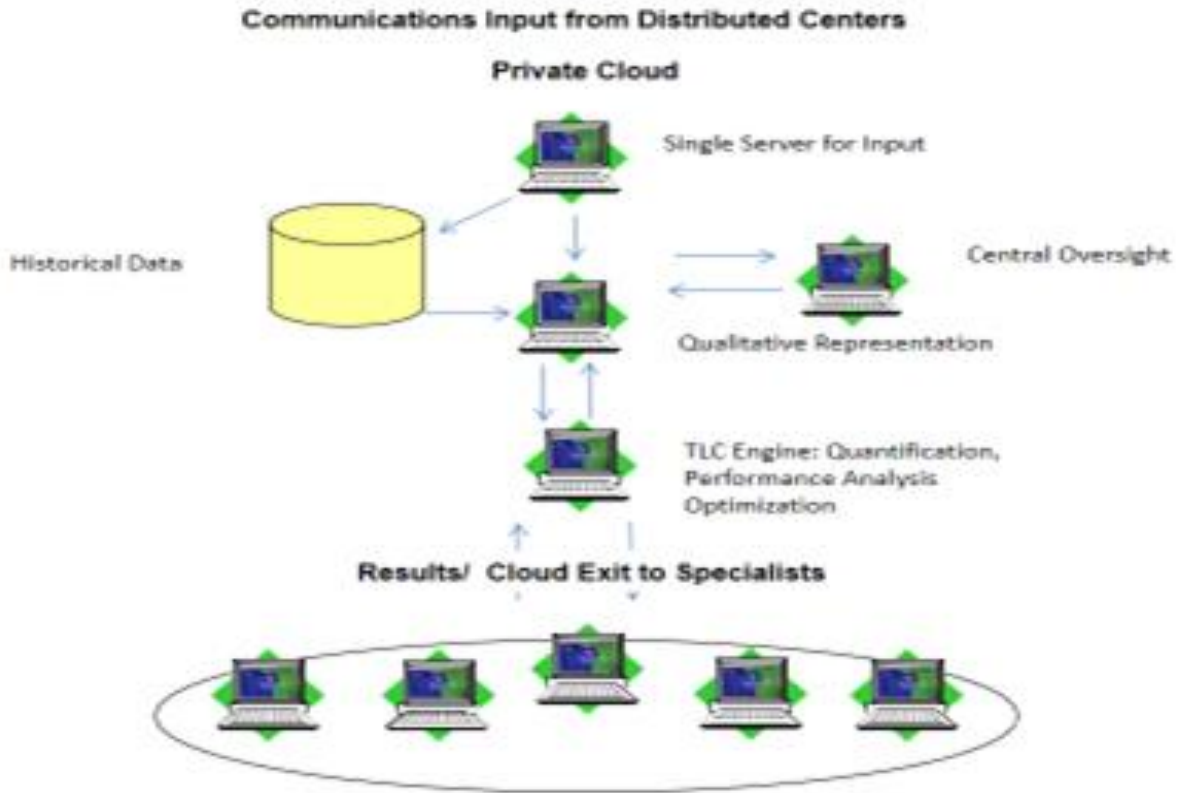 Communications Input from Distributed Centers
Private Cloud
Single Server for Input
Historical Data
Central Oversight
Qualitative Representation
TLC Engine: Quantification,
Performance Analysis
Optimization
Results/ Cloud Exit to Specialists